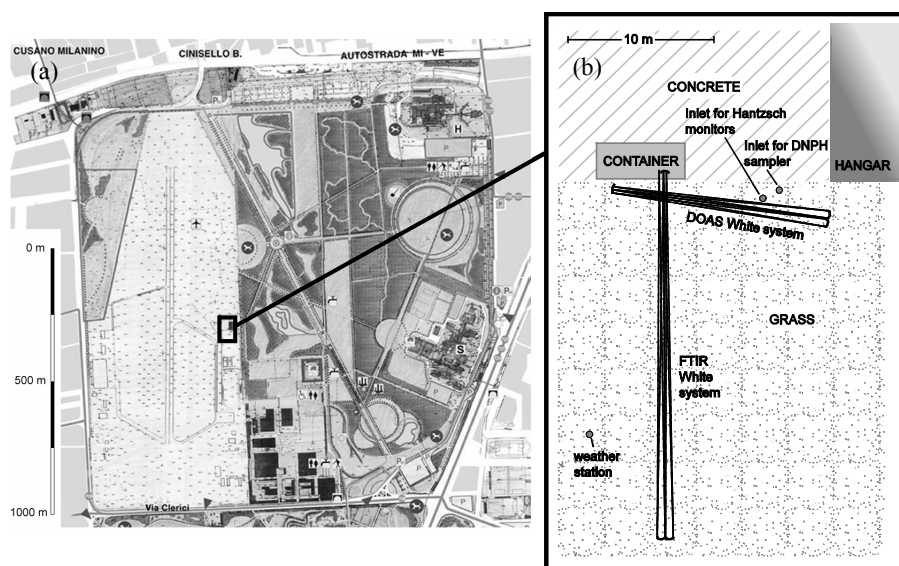 CUSANO MILANINO
CINISELLO B.
AUTOSTRADA MI - VE
(a)
P
H
P
P
S
P
P
P
P
0 m
500 m
1000 m
Via Clerici
10 m
(b)
CONCRETE
Inlet for Hantzsch
monitors
Inlet for DNPH
sampler
CONTAINER
HANGAR
DOAS White system
GRASS
FTIR
White
system
weather
station